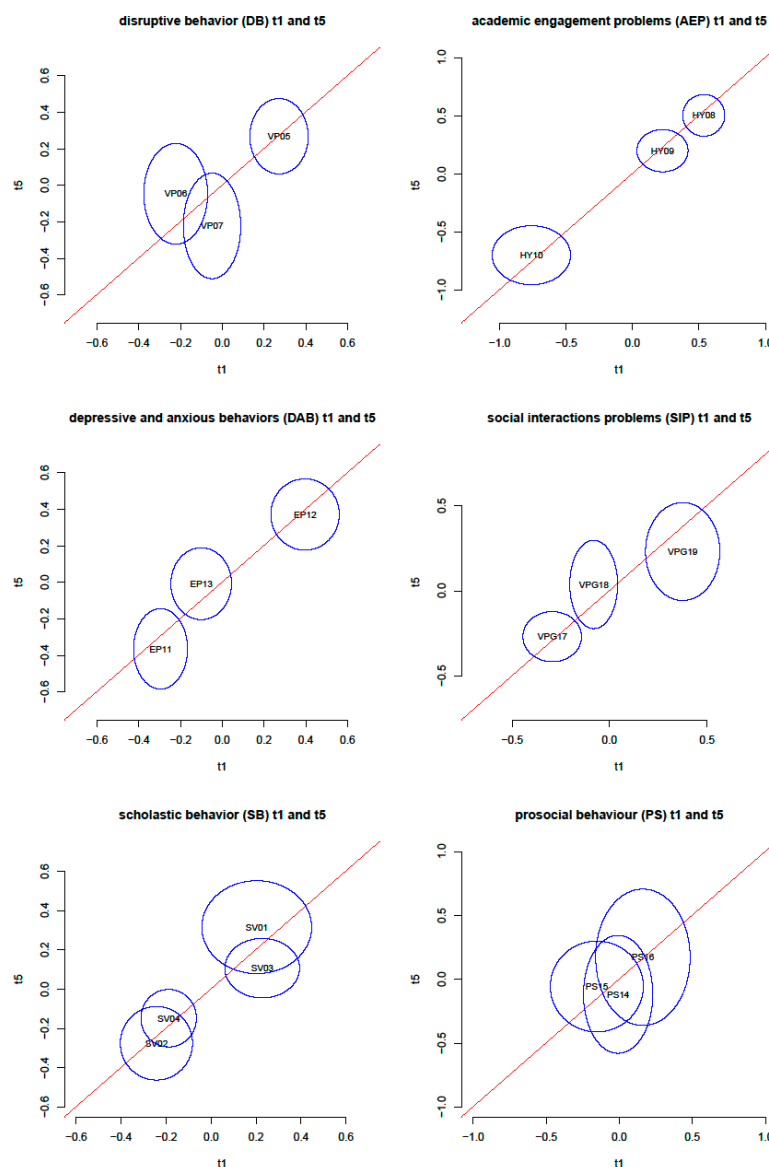 disruptive behavior (DB) t1 and t5
t5
0.6
0.4
0.2
0.0
−0.2
−0.4
−0.6
VP05
VP06
VP07
−0.6 −0.4 −0.2 0.0 0.2 0.4 0.6
t1
academic engagement problems (AEP) t1 and t5
t5
1.0
0.5
0.0
−0.5
−1.0
HY08
HY09
HY10
−1.0 −0.5 0.0 0.5 1.0
t1
depressive and anxious behaviors (DAB) t1 and t5
t5
0.6
0.4
0.2
0.0
−0.2
−0.4
−0.6
EP12
EP13
EP11
−0.6 −0.4 −0.2 0.0 0.2 0.4 0.6
t1
social interactions problems (SIP) t1 and t5
t5
0.5
0.0
−0.5
VPG19
VPG18
VPG17
−0.5 0.0 0.5
t1
scholastic behavior (SB) t1 and t5
t5
0.6
0.4
0.2
0.0
−0.2
−0.4
−0.6
SV01
SV03
SV04
SV02
−0.6 −0.4 −0.2 0.0 0.2 0.4 0.6
t1
prosocial behaviour (PS) t1 and t5
t5
1.0
0.5
0.0
−0.5
−1.0
PS16
PS15
PS14
−1.0 −0.5 0.0 0.5 1.0
t1